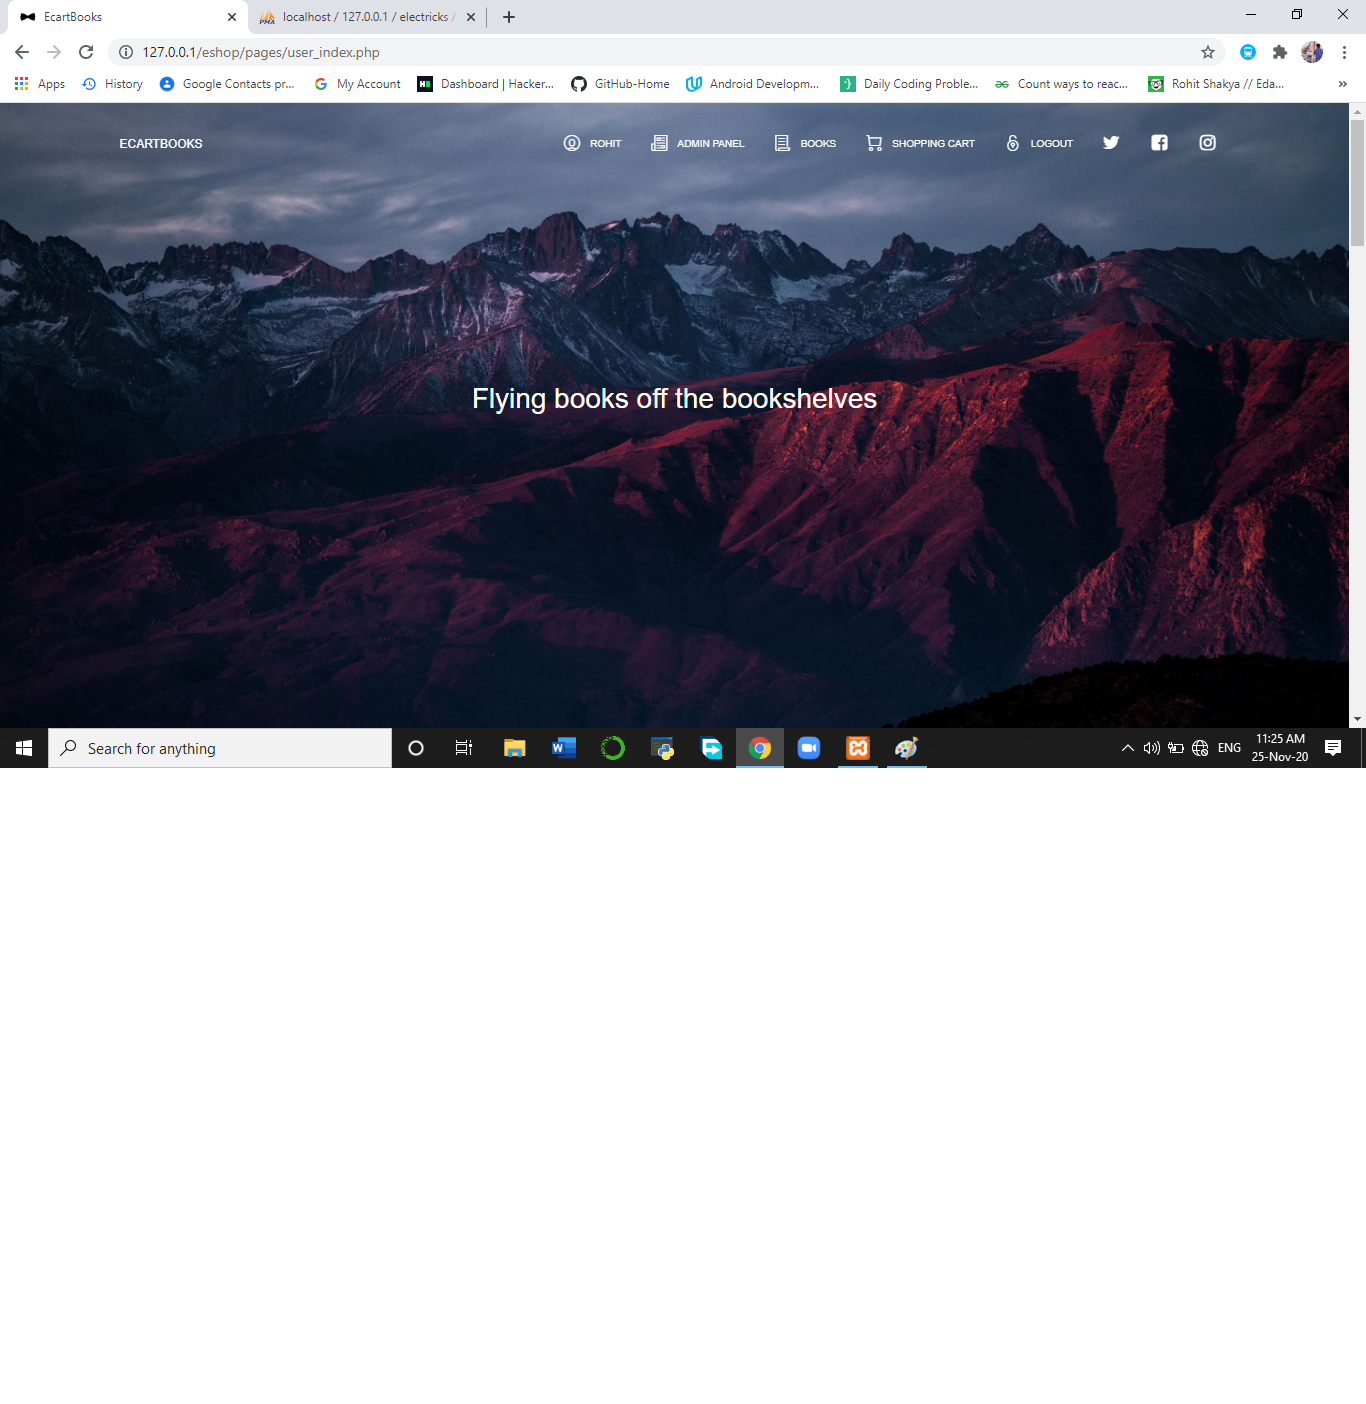 EcartBooks
localhost / 127.0.0.1 / electricks /
127.0.0.1/eshop/pages/user_index.php
Apps History Google Contacts pr... My Account Dashboard | Hacker... GitHub-Home Android Developm... Daily Coding Proble... Count ways to reac... Rohit Shakya // Eda... »
ECARTBOOKS
ROHIT ADMIN PANEL BOOKS SHOPPING CART LOGOUT
Flying books off the bookshelves
Search for anything
ENG
11:25 AM
25-Nov-20